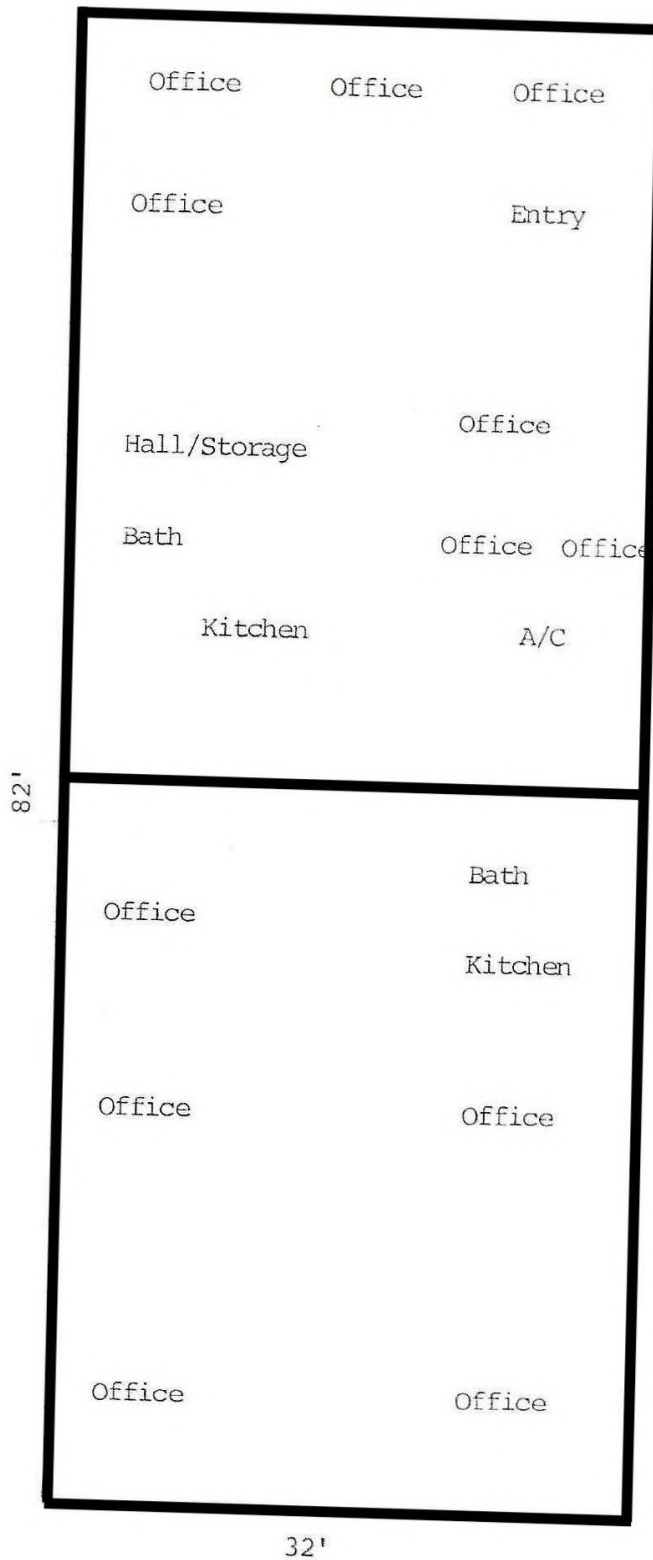 Office Office Office
Office Entry
Office
Hall/Storage
Bath Office Office
Kitchen A/C
82'
Bath
Office
Kitchen
Office Office
Office Office
32'